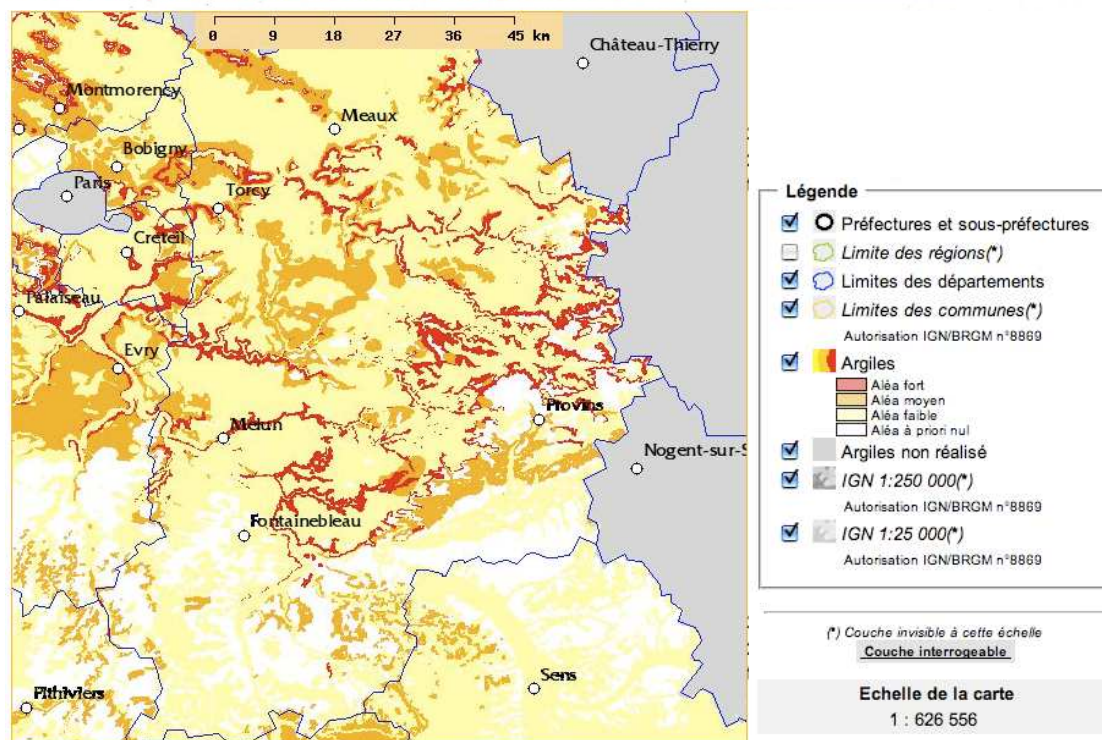 0 9 18 27 36 45 km
Château-Thierry
Montmorency
Meaux
Bobigny
Paris
Torcy
Creteil
Palaiseau
Evry
Melun
Provins
Nogent-sur-S
Fontainebleau
Sens
Pithiviers
Légende
Préfectures et sous-préfectures
Limite des régions(*)
Limites des départements
Limites des communes(*)
Autorisation IGN/BRGM n°8869
Argiles
Aléa fort
Aléa moyen
Aléa faible
Aléa à priori nul
Argiles non réalisé
IGN 1:250 000(*)
Autorisation IGN/BRGM n°8869
IGN 1:25 000(*)
Autorisation IGN/BRGM n°8869
(*) Couche invisible à cette échelle
Couche interrogeable
Echelle de la carte
1 : 626 556